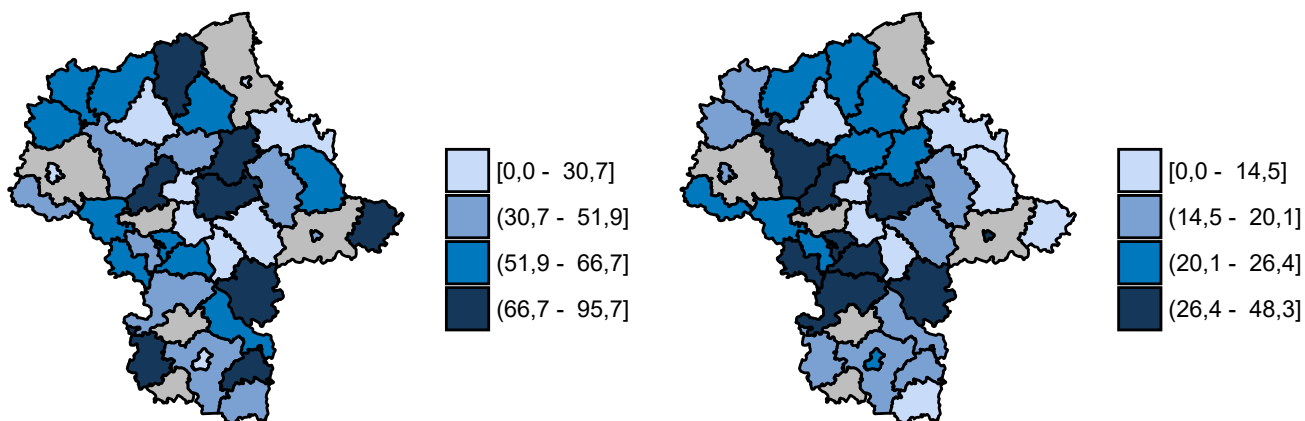 [0,0 - 30,7]
(30,7 - 51,9]
(51,9 - 66,7]
(66,7 - 95,7]
[0,0 - 14,5]
(14,5 - 20,1]
(20,1 - 26,4]
(26,4 - 48,3]